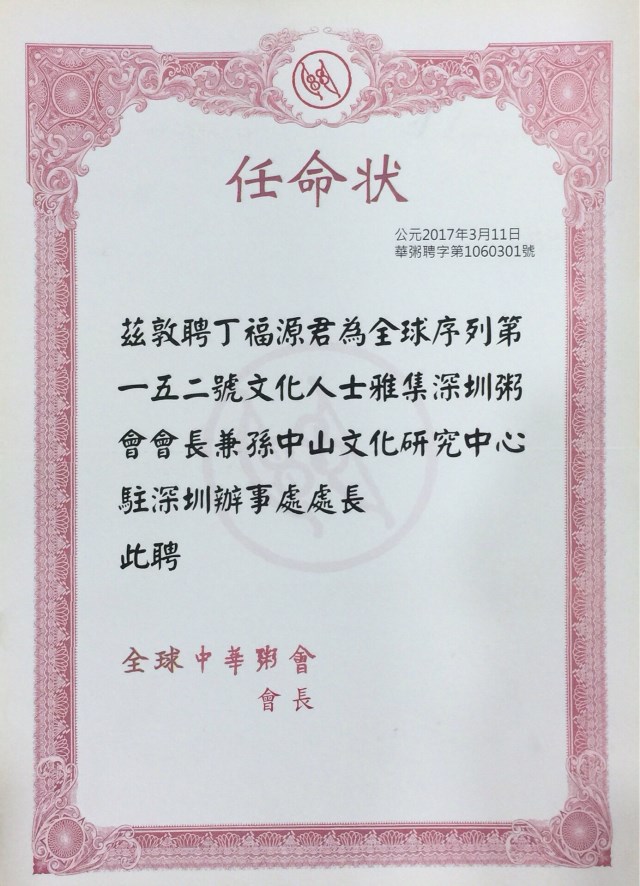 任命状
公元2017年3月11日
華粥聘字第1060301號
茲敦聘丁福源君為全球序列第
一五二號文化人士雅集深圳粥
會會長兼孫中山文化研究中心
駐深圳辦事處處長
此聘
全球中華粥會
會長